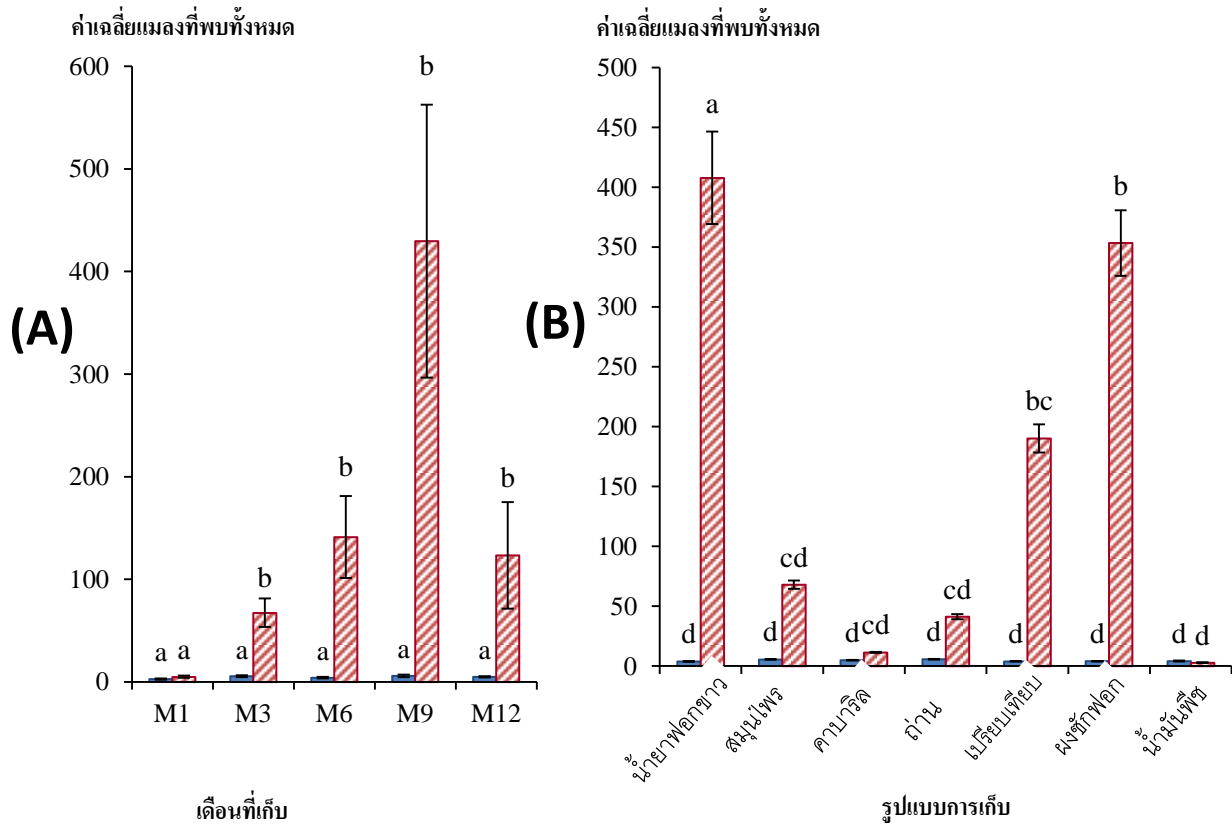 ค่าเฉลี่ยแมลงที่พบทั้งหมด
600
500
400
300
200
100
0
(A)
a a a b a b a b a b
M1 M3 M6 M9 M12
เดือนที่เก็บ
ค่าเฉลี่ยแมลงที่พบทั้งหมด
500
450
400
350
300
250
200
150
100
50
0
(B)
d a d cd d cd d cd d bc d b d d
น้ำยาฟอกขาว
สมุนไพร
คาบาริล
ถ่าน
เปรียบเทียบ
ผงซักฟอก
น้ำมันพืช
รูปแบบการเก็บ